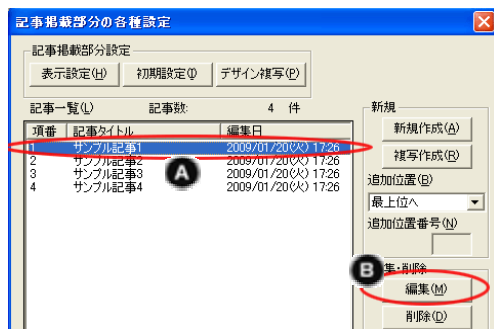 記事掲載部分の各種設定
記事掲載部分設定
表示設定(H) 初期設定(I) デザイン複写(P)
記事一覧(L) 記事数: 4 件
項番 記事タイトル 編集日
1 サンプル記事1 2009/01/20(火) 17:26
2 サンプル記事2 2009/01/20(火) 17:26
3 サンプル記事3 2009/01/20(火) 17:26
4 サンプル記事4 2009/01/20(火) 17:26
A
新規
新規作成(A)
複写作成(R)
追加位置(B)
最上位へ
追加位置番号(N)
B
集・削除
編集(M)
削除(D)